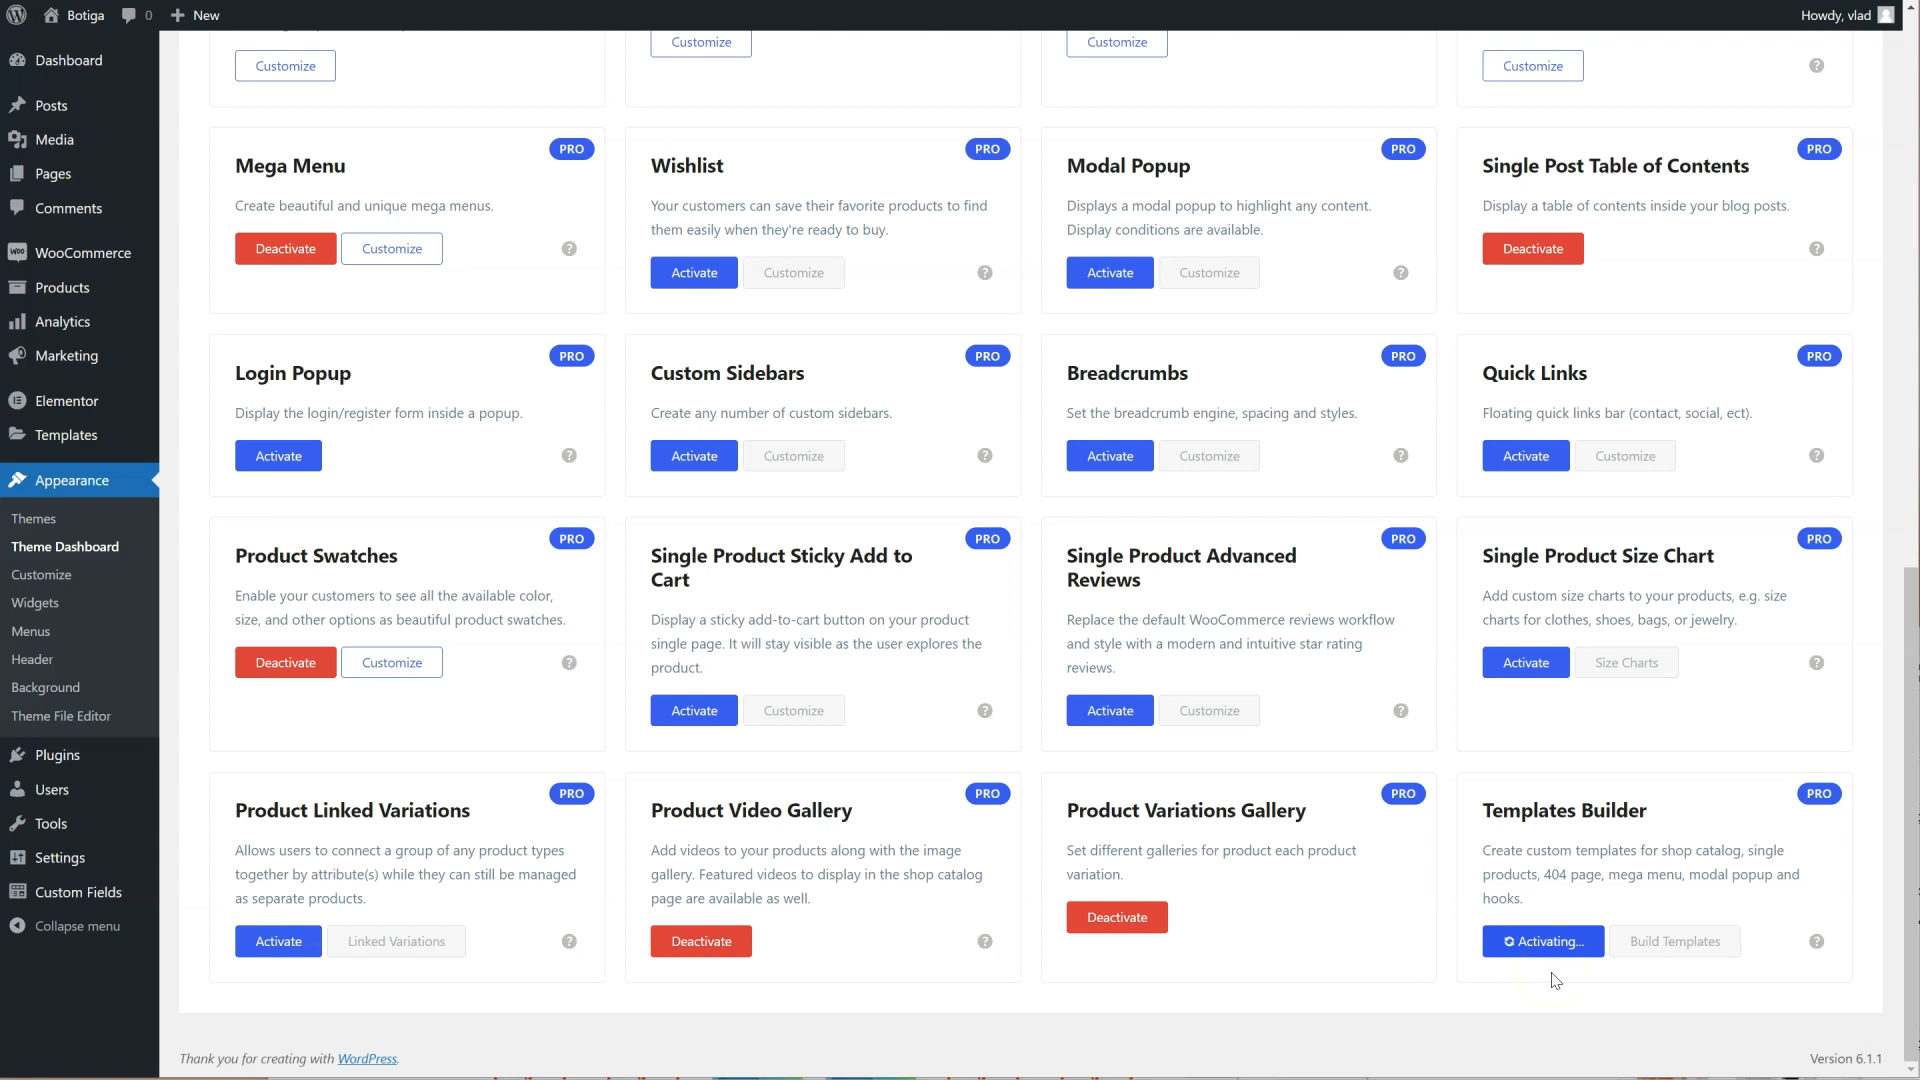 Botiga 0 New Howdy, vlad
Dashboard
Posts
Media
Pages
Comments
WooCommerce
Products
Analytics
Marketing
Elementor
Templates
Appearance
Themes
Theme Dashboard
Customize
Widgets
Menus
Header
Background
Theme File Editor
Plugins
Users
Tools
Settings
Custom Fields
Collapse menu
Customize
Customize
Customize
Customize ?
PRO
Mega Menu
Create beautiful and unique mega menus.
Deactivate Customize ?
PRO
Wishlist
Your customers can save their favorite products to find
them easily when they're ready to buy.
Activate Customize ?
PRO
Modal Popup
Displays a modal popup to highlight any content.
Display conditions are available.
Activate Customize ?
PRO
Single Post Table of Contents
Display a table of contents inside your blog posts.
Deactivate ?
PRO
Login Popup
Display the login/register form inside a popup.
Activate ?
PRO
Custom Sidebars
Create any number of custom sidebars.
Activate Customize ?
PRO
Breadcrumbs
Set the breadcrumb engine, spacing and styles.
Activate Customize ?
PRO
Quick Links
Floating quick links bar (contact, social, ect).
Activate Customize ?
PRO
Product Swatches
Enable your customers to see all the available color,
size, and other options as beautiful product swatches.
Deactivate Customize ?
PRO
Single Product Sticky Add to
Cart
Display a sticky add-to-cart button on your product
single page. It will stay visible as the user explores the
product.
Activate Customize ?
PRO
Single Product Advanced
Reviews
Replace the default WooCommerce reviews workflow
and style with a modern and intuitive star rating
reviews.
Activate Customize ?
PRO
Single Product Size Chart
Add custom size charts to your products, e.g. size
charts for clothes, shoes, bags, or jewelry.
Activate Size Charts ?
PRO
Product Linked Variations
Allows users to connect a group of any product types
together by attribute(s) while they can still be managed
as separate products.
Activate Linked Variations ?
PRO
Product Video Gallery
Add videos to your products along with the image
gallery. Featured videos to display in the shop catalog
page are available as well.
Deactivate ?
PRO
Product Variations Gallery
Set different galleries for product each product
variation.
Deactivate
PRO
Templates Builder
Create custom templates for shop catalog, single
products, 404 page, mega menu, modal popup and
hooks.
Activating... Build Templates ?
Thank you for creating with WordPress. Version 6.1.1